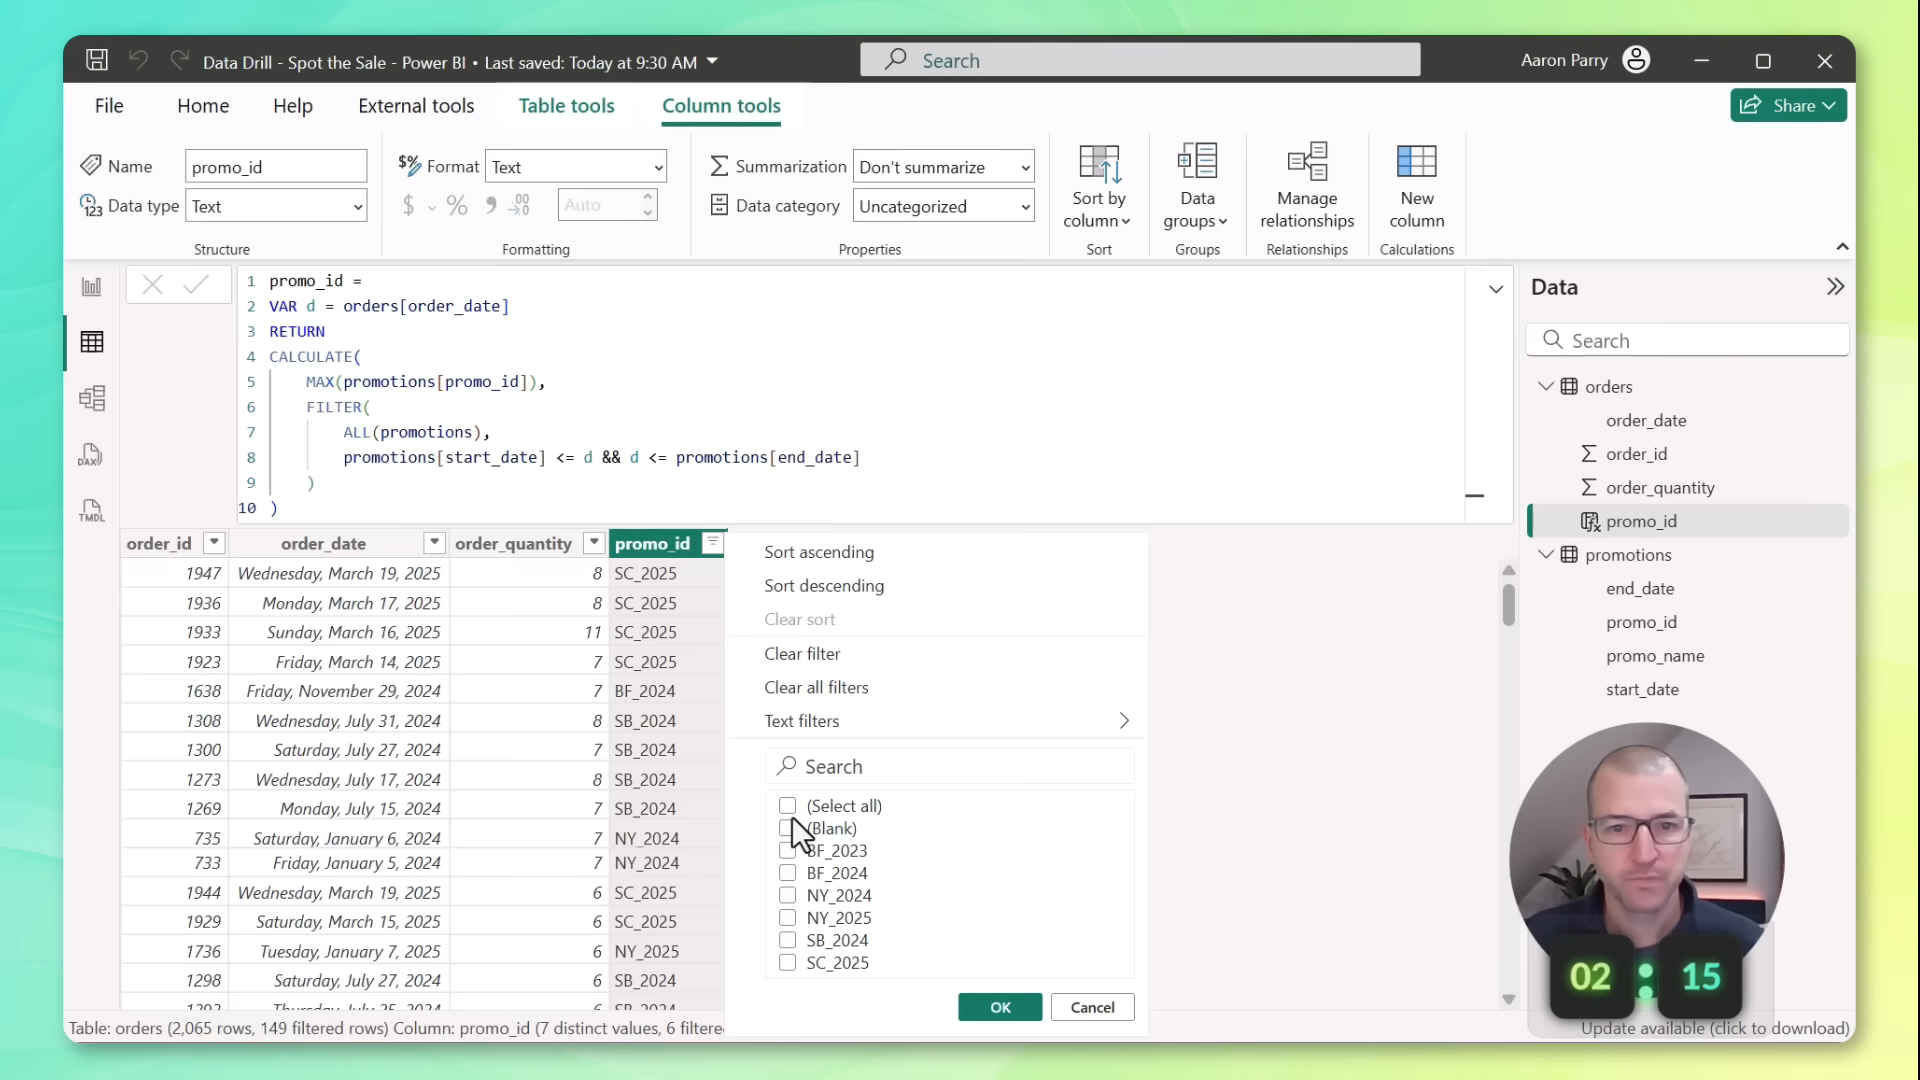 Data Drill - Spot the Sale - Power BI • Last saved: Today at 9:30 AM
Search
Aaron Parry
File
Home
Help
External tools
Table tools
Column tools
Share
Name
promo_id
Format
Text
Summarization
Don't summarize
Data type
Text
$
%
Auto
Data category
Uncategorized
Sort by
column
Data
groups
Manage
relationships
New
column
Structure
Formatting
Properties
Sort
Groups
Relationships
Calculations
1 promo_id =
2 VAR d = orders[order_date]
3 RETURN
4 CALCULATE(
5 MAX(promotions[promo_id]),
6 FILTER(
7 ALL(promotions),
8 promotions[start_date] <= d && d <= promotions[end_date]
9 )
10 )
DAX
TMDL
order_id order_date order_quantity promo_id
1947 Wednesday, March 19, 2025 8 SC_2025
1936 Monday, March 17, 2025 8 SC_2025
1933 Sunday, March 16, 2025 11 SC_2025
1923 Friday, March 14, 2025 7 SC_2025
1638 Friday, November 29, 2024 7 BF_2024
1308 Wednesday, July 31, 2024 8 SB_2024
1300 Saturday, July 27, 2024 7 SB_2024
1273 Wednesday, July 17, 2024 8 SB_2024
1269 Monday, July 15, 2024 7 SB_2024
735 Saturday, January 6, 2024 7 NY_2024
733 Friday, January 5, 2024 7 NY_2024
1944 Wednesday, March 19, 2025 6 SC_2025
1929 Saturday, March 15, 2025 6 SC_2025
1736 Tuesday, January 7, 2025 6 NY_2025
1298 Saturday, July 27, 2024 6 SB_2024
Sort ascending
Sort descending
Clear sort
Clear filter
Clear all filters
Text filters
Search
(Select all)
(Blank)
BF_2023
BF_2024
NY_2024
NY_2025
SB_2024
SC_2025
OK
Cancel
Data
Search
orders
order_date
order_id
order_quantity
promo_id
promotions
end_date
promo_id
promo_name
start_date
02 : 15
Table: orders (2,065 rows, 149 filtered rows) Column: promo_id (7 distinct values, 6 filtere
Update available (click to download)